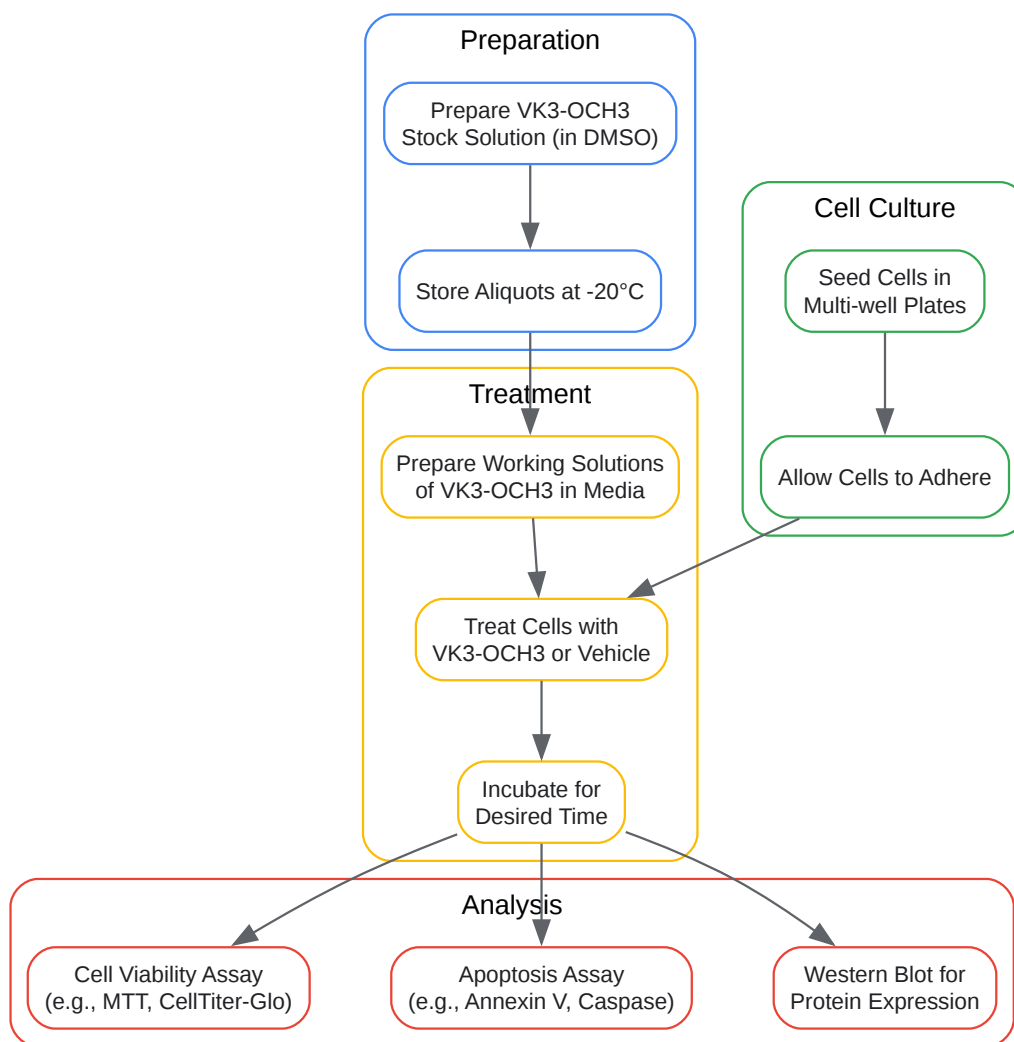 Preparation
Prepare VK3-OCH3
Stock Solution (in DMSO)
Store Aliquots at -20°C
Cell Culture
Seed Cells in
Multi-well Plates
Allow Cells to Adhere
Treatment
Prepare Working Solutions
of VK3-OCH3 in Media
Treat Cells with
VK3-OCH3 or Vehicle
Incubate for
Desired Time
Analysis
Cell Viability Assay
(e.g., MTT, CellTiter-Glo)
Apoptosis Assay
(e.g., Annexin V, Caspase)
Western Blot for
Protein Expression